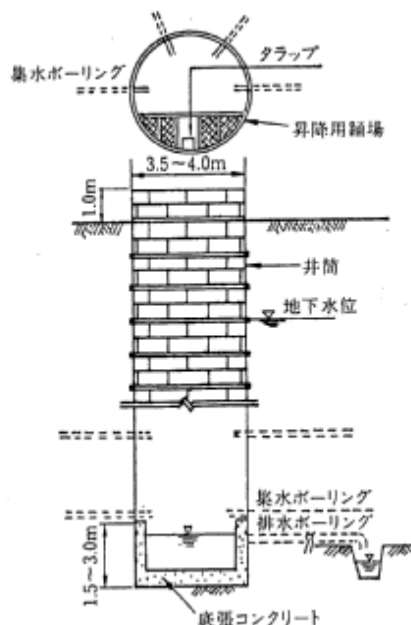 集水ボーリング
タラップ
昇降用踊場
3.5~4.0m
1.0m
井筒
地下水位
集水ボーリング
排水ボーリング
1.5~3.0m
底張コンクリート